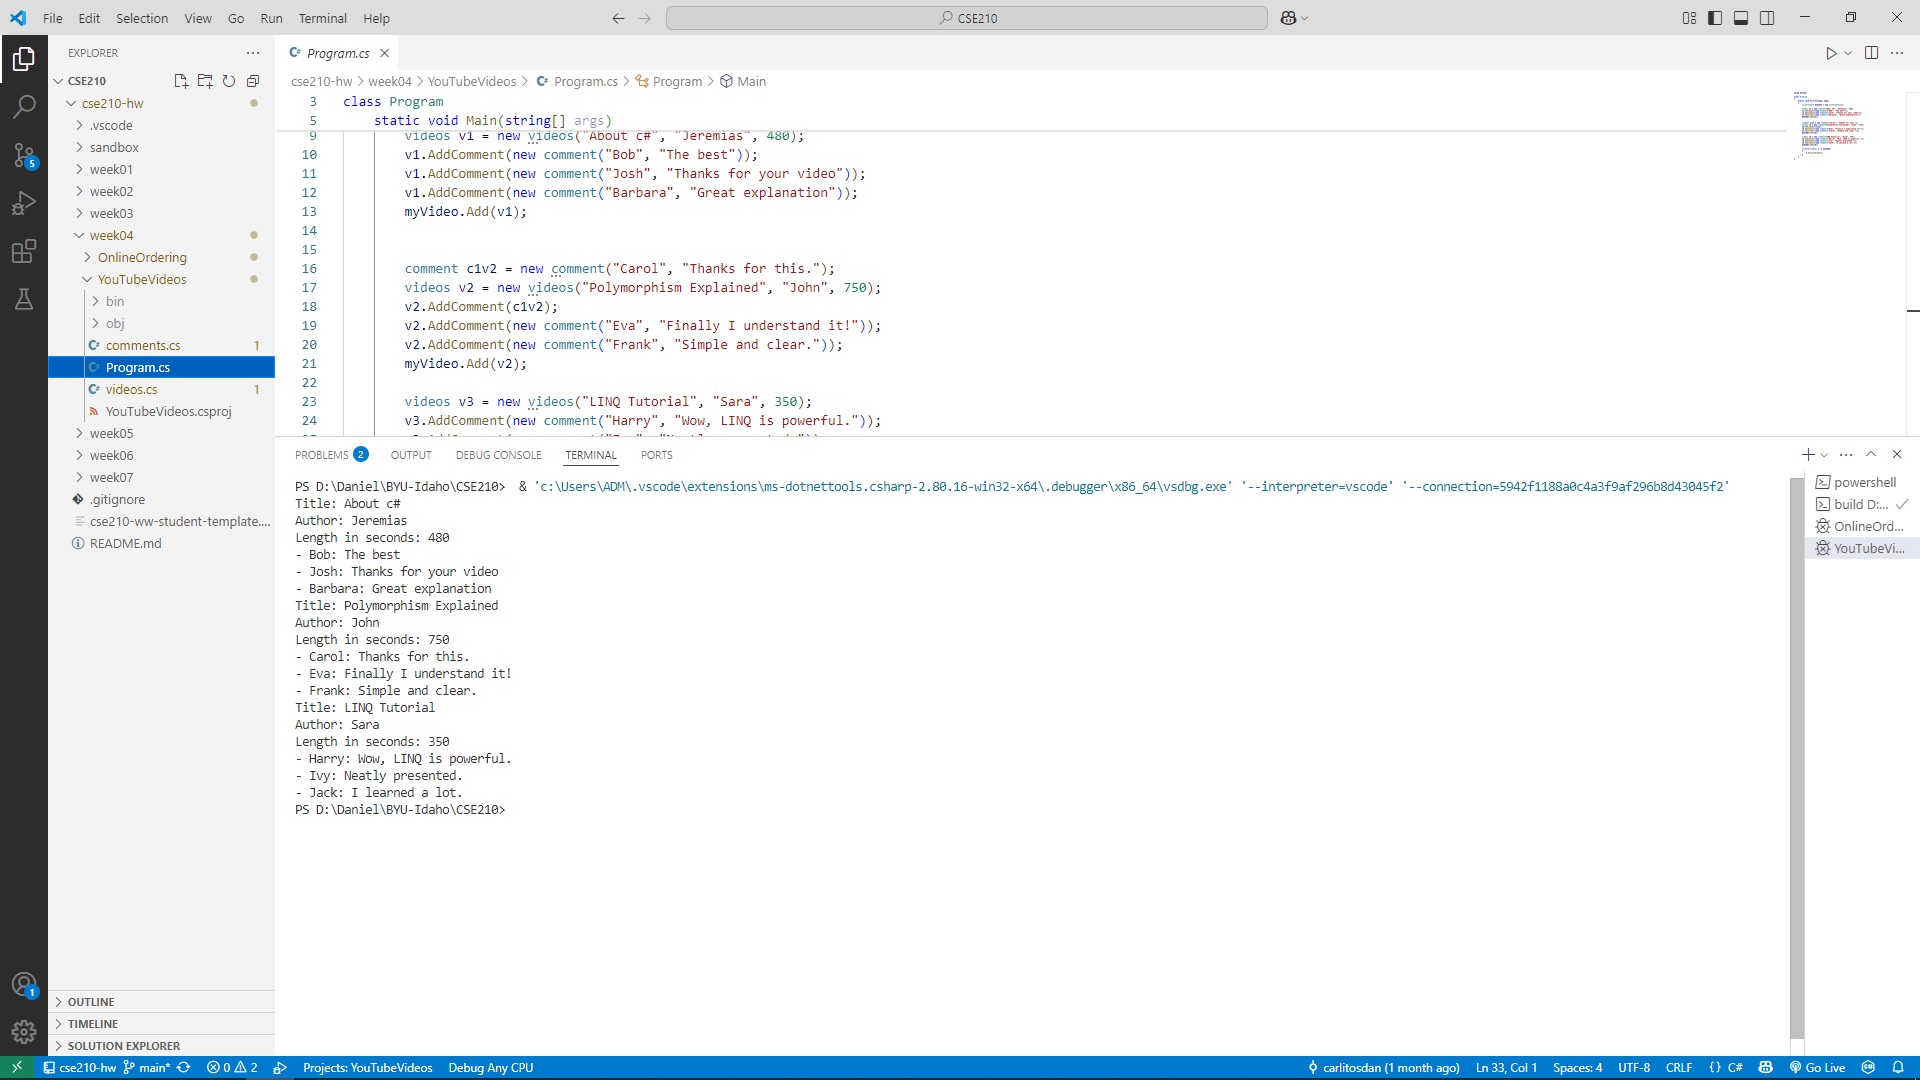 File Edit Selection View Go Run Terminal Help
CSE210
EXPLORER
CSE210
cse210-hw
.vscode
sandbox
week01
week02
week03
week04
OnlineOrdering
YouTubeVideos
bin
obj
comments.cs 1
Program.cs
videos.cs 1
YouTubeVideos.csproj
week05
week06
week07
.gitignore
cse210-ww-student-template....
README.md
OUTLINE
TIMELINE
SOLUTION EXPLORER
5
1
Program.cs
cse210-hw > week04 > YouTubeVideos > Program.cs > Program > Main
3 class Program
5 static void Main(string[] args)
9 videos v1 = new videos("About c#", "Jeremias", 480);
10 v1.AddComment(new comment("Bob", "The best"));
11 v1.AddComment(new comment("Josh", "Thanks for your video"));
12 v1.AddComment(new comment("Barbara", "Great explanation"));
13 myVideo.Add(v1);
14
15
16 comment c1v2 = new comment("Carol", "Thanks for this.");
17 videos v2 = new videos("Polymorphism Explained", "John", 750);
18 v2.AddComment(c1v2);
19 v2.AddComment(new comment("Eva", "Finally I understand it!"));
20 v2.AddComment(new comment("Frank", "Simple and clear."));
21 myVideo.Add(v2);
22
23 videos v3 = new videos("LINQ Tutorial", "Sara", 350);
24 v3.AddComment(new comment("Harry", "Wow, LINQ is powerful."));
PROBLEMS 2 OUTPUT DEBUG CONSOLE TERMINAL PORTS
PS D:\Daniel\BYU-Idaho\CSE210> & 'c:\Users\ADM\.vscode\extensions\ms-dotnettools.csharp-2.80.16-win32-x64\.debugger\x86_64\vsdbg.exe' '--interpreter=vscode' '--connection=5942f1188a0c4a3f9af296b8d43045f2'
Title: About c#
Author: Jeremias
Length in seconds: 480
- Bob: The best
- Josh: Thanks for your video
- Barbara: Great explanation
Title: Polymorphism Explained
Author: John
Length in seconds: 750
- Carol: Thanks for this.
- Eva: Finally I understand it!
- Frank: Simple and clear.
Title: LINQ Tutorial
Author: Sara
Length in seconds: 350
- Harry: Wow, LINQ is powerful.
- Ivy: Neatly presented.
- Jack: I learned a lot.
PS D:\Daniel\BYU-Idaho\CSE210>
powershell
build D:...
OnlineOrd...
YouTubeVi...
cse210-hw main* 0 2 Projects: YouTubeVideos Debug Any CPU
carlitosdan (1 month ago) Ln 33, Col 1 Spaces: 4 UTF-8 CRLF {} C# Go Live